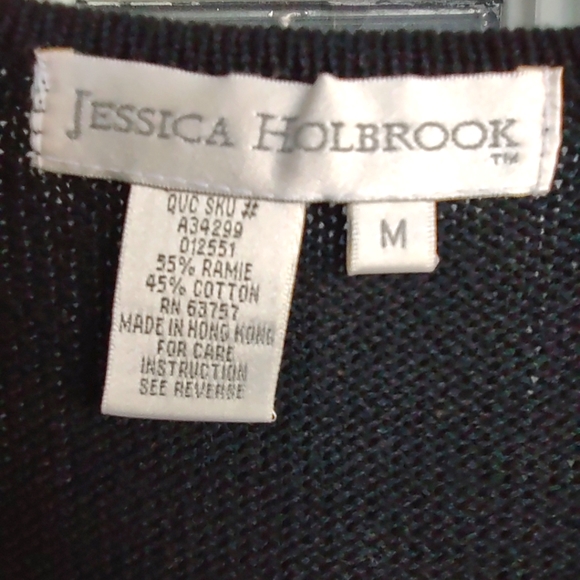 JESSICA HOLBROOK
TM
QVC SKU #
A34299
012551
55% RAMIE
45% COTTON
RN 63757
MADE IN HONG KONG
FOR CARE
INSTRUCTION
SEE REVERSE
M